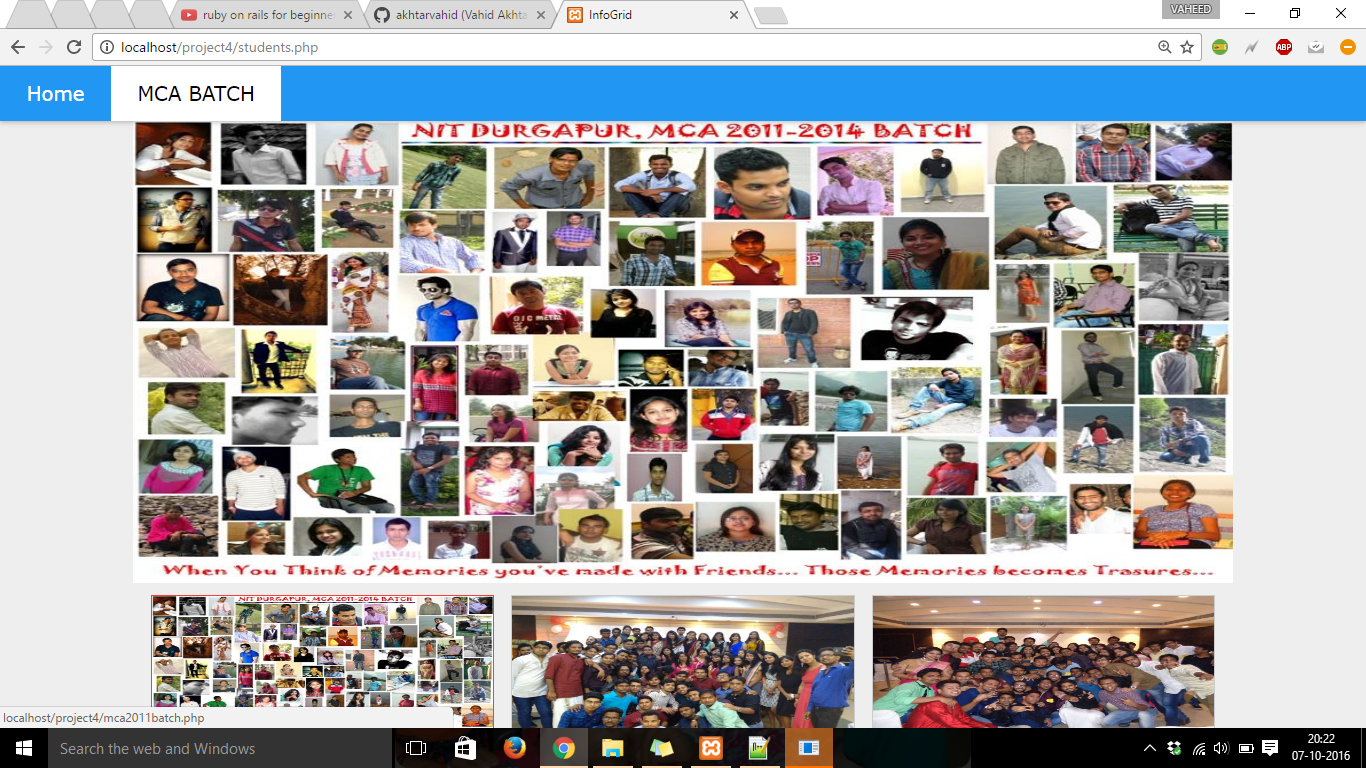 ruby on rails for beginne
akhtarvahid (Vahid Akhta
InfoGrid
VAHEED
localhost/project4/students.php
ABP
Home
MCA BATCH
NIT DURGAPUR, MCA 2011-2014 BATCH
When You Think of Memories you've made with Friends... Those Memories becomes Trasures...
NIT DURGAPUR, MCA 2011-2014 BATCH
localhost/project4/mca2011batch.php
Search the web and Windows
20:22
07-10-2016